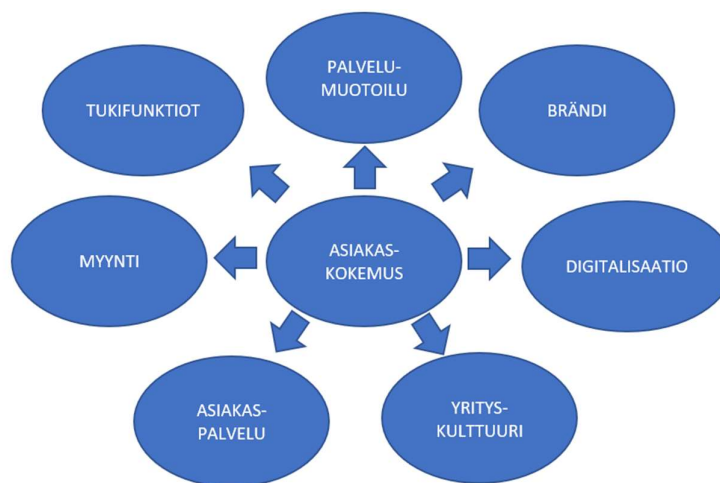 PALVELU-
MUOTOILU
TUKIFUNKTIOT
BRÄNDI
MYYNTI
ASIAKAS-
KOKEMUS
DIGITALISAATIO
ASIAKAS-
PALVELU
YRITYS-
KULTTUURI